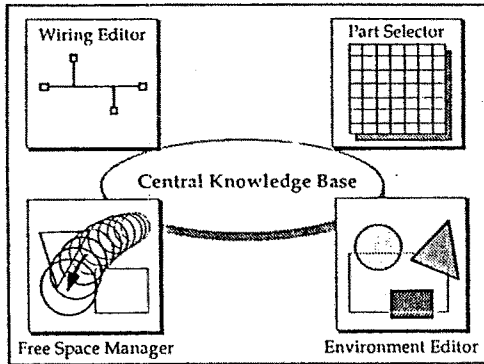 Wiring Editor
Part Selector
Central Knowledge Base
Free Space Manager
Environment Editor